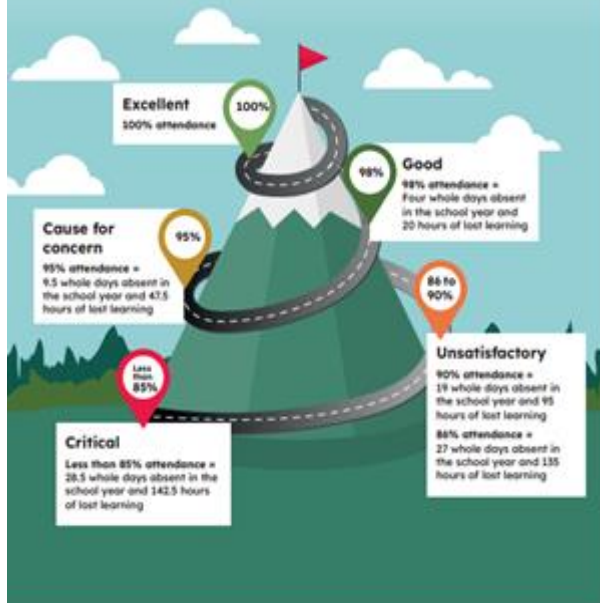 Excellent
100% attendance
100%
98%
Good
98% attendance =
Four whole days absent
in the school year and
20 hours of lost learning
Cause for
concern
95% attendance =
9.5 whole days absent in
the school year and 47.5
hours of lost learning
95%
86 to
90%
Unsatisfactory
90% attendance =
19 whole days absent in
the school year and 95
hours of lost learning
86% attendance =
27 whole days absent in
the school year and 135
hours of lost learning
Less
than
85%
Critical
Less than 85% attendance =
28.5 whole days absent in the
school year and 142.5 hours
of lost learning